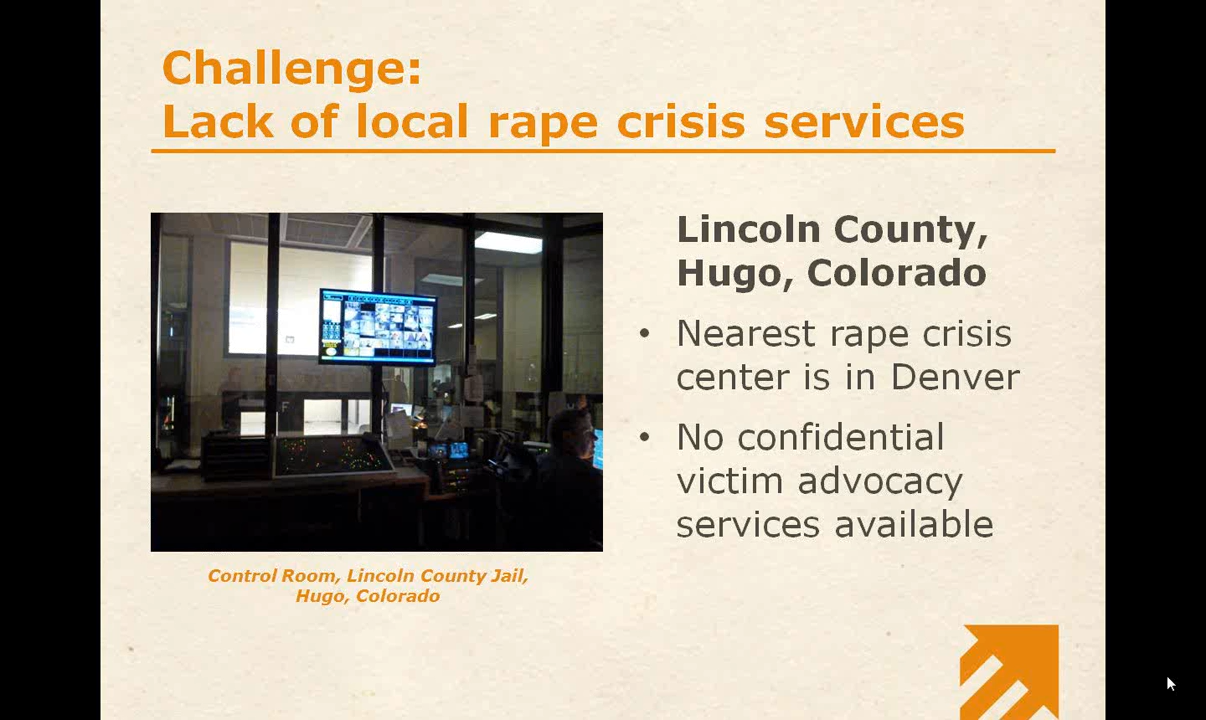 Challenge:
Lack of local rape crisis services
Lincoln County,
Hugo, Colorado
• Nearest rape crisis
center is in Denver
• No confidential
victim advocacy
services available
F
Control Room, Lincoln County Jail,
Hugo, Colorado